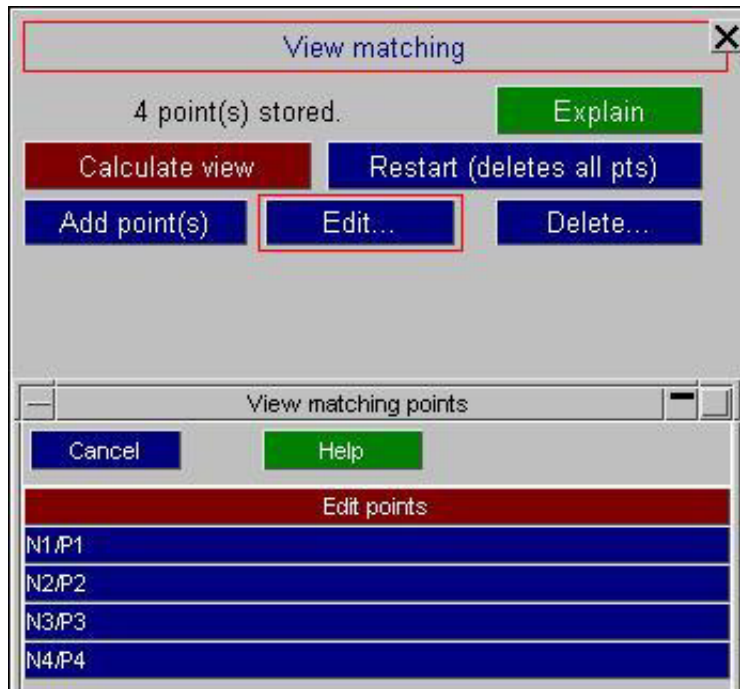 View matching
4 point(s) stored.
Explain
Calculate view
Restart (deletes all pts)
Add point(s)
Edit...
Delete...
View matching points
Cancel
Help
Edit points
N1/P1
N2/P2
N3/P3
N4/P4